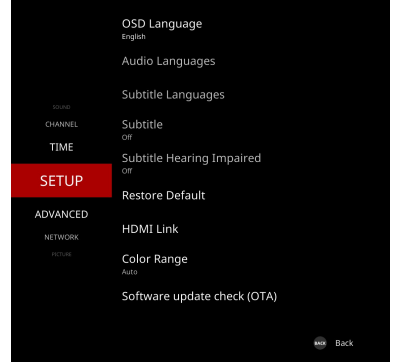 SOUND
CHANNEL
TIME
SETUP
ADVANCED
NETWORK
PICTURE
OSD Language
English
Audio Languages
Subtitle Languages
Subtitle
Off
Subtitle Hearing Impaired
Off
Restore Default
HDMI Link
Color Range
Auto
Software update check (OTA)
BACK Back